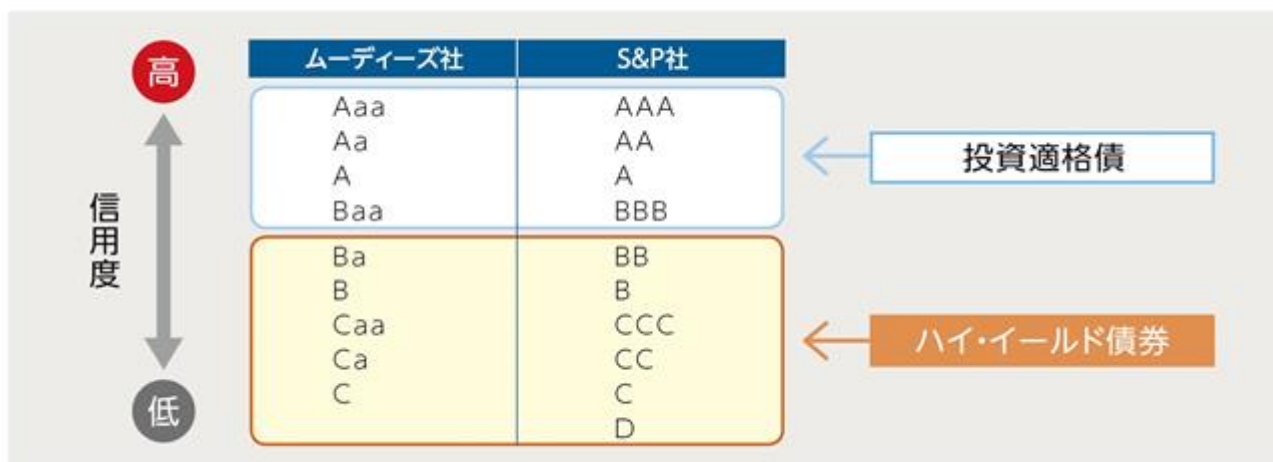 高
信用度
低
ムーディーズ社 S&P社
Aaa AAA
Aa AA
A A
Baa BBB
Ba BB
B B
Caa CCC
Ca CC
C C
D
投資適格債
ハイ・イールド債券